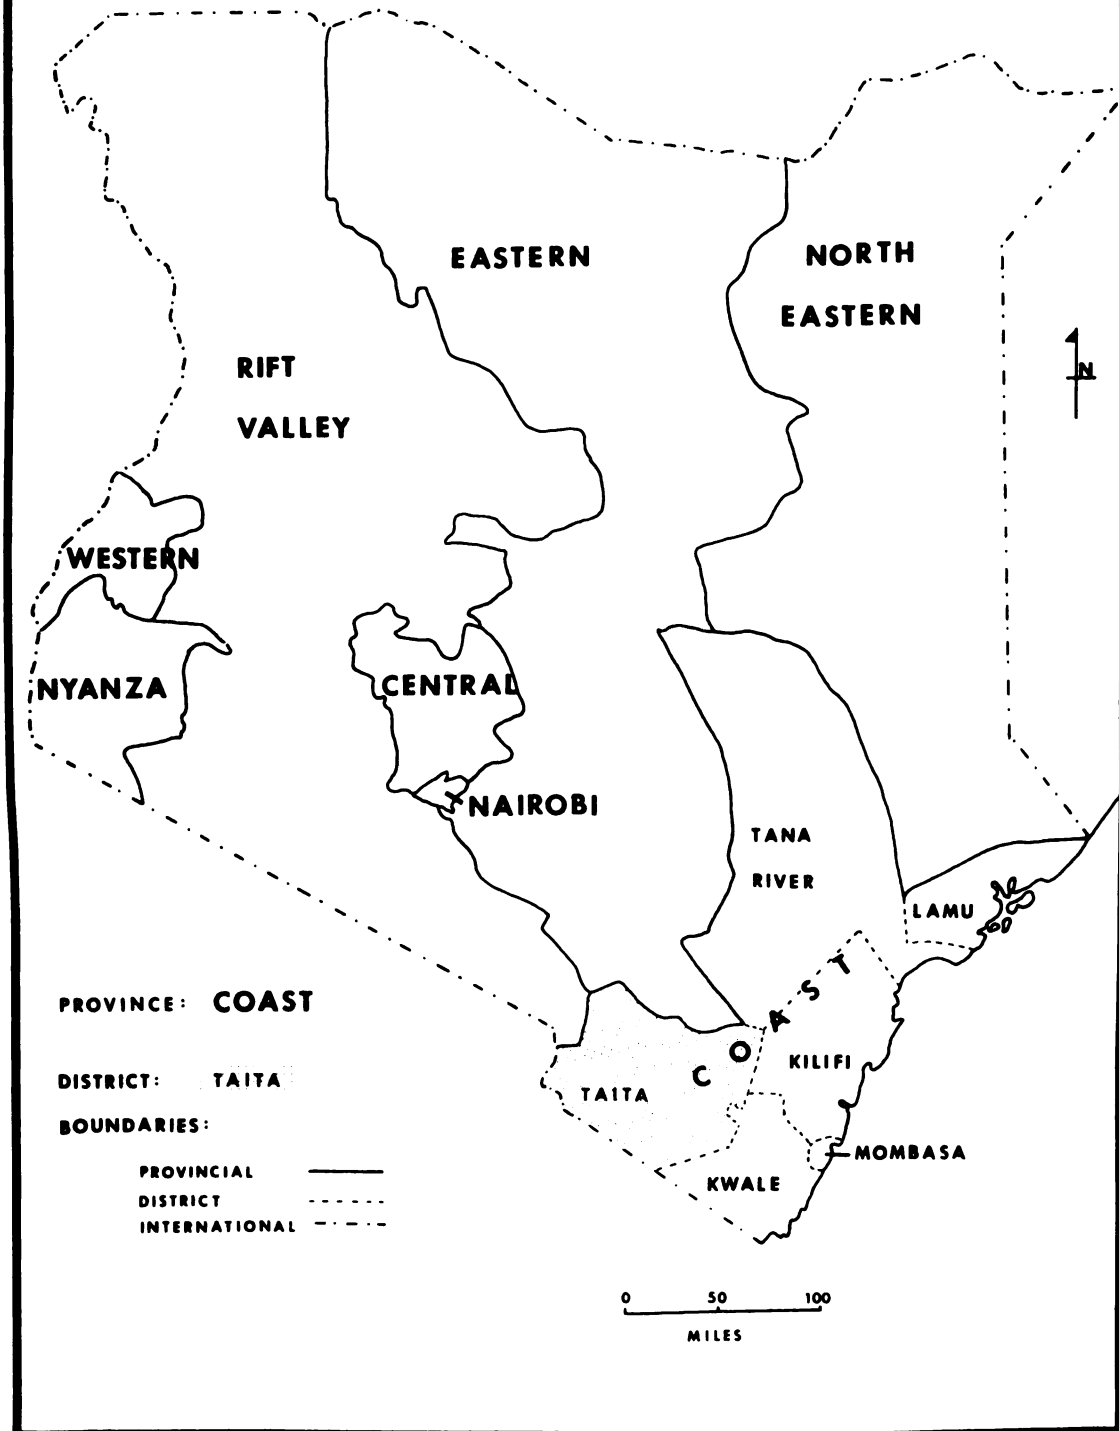 EASTERN
NORTH
EASTERN
RIFT
VALLEY
N
WESTERN
NYANZA
CENTRAL
NAIROBI
TANA
RIVER
LAMU
COAST
KILIFI
TAITA
MOMBASA
KWALE
PROVINCE: COAST
DISTRICT: TAITA
BOUNDARIES:
PROVINCIAL
DISTRICT
INTERNATIONAL
0 50 100
MILES